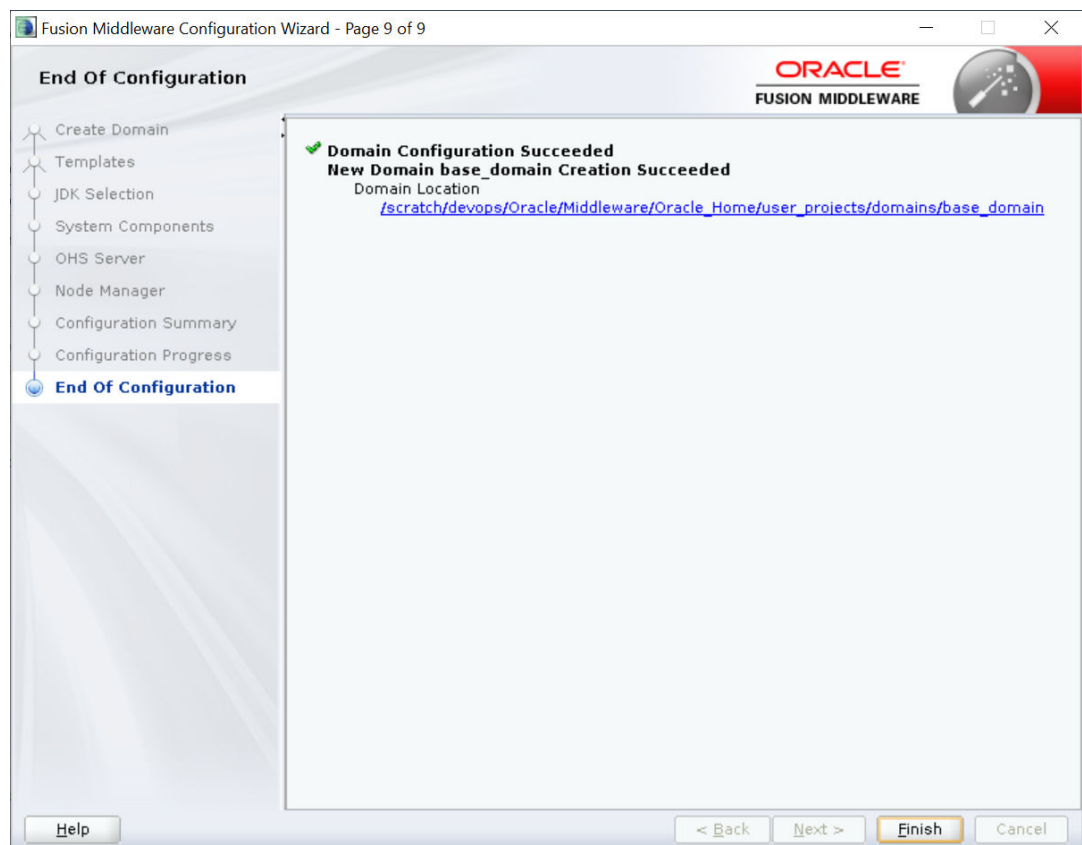 Fusion Middleware Configuration Wizard - Page 9 of 9
End Of Configuration
ORACLE
FUSION MIDDLEWARE
Create Domain
Templates
JDK Selection
System Components
OHS Server
Node Manager
Configuration Summary
Configuration Progress
End Of Configuration
Domain Configuration Succeeded
New Domain base_domain Creation Succeeded
Domain Location
/scratch/devops/Oracle/Middleware/Oracle_Home/user_projects/domains/base_domain
Help
< Back
Next >
Finish
Cancel